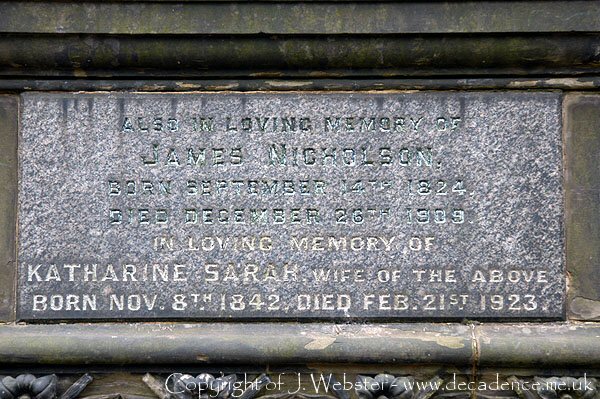 ALSO IN LOVING MEMORY OF
JAMES NICHOLSON,
BORN SEPTEMBER 14TH 1824,
DIED DECEMBER 26TH 1909.
IN LOVING MEMORY OF
KATHARINE SARAH, WIFE OF THE ABOVE
BORN NOV. 8TH 1842, DIED FEB. 21ST 1923.
Copyright of J. Webster - www.decadence.me.uk